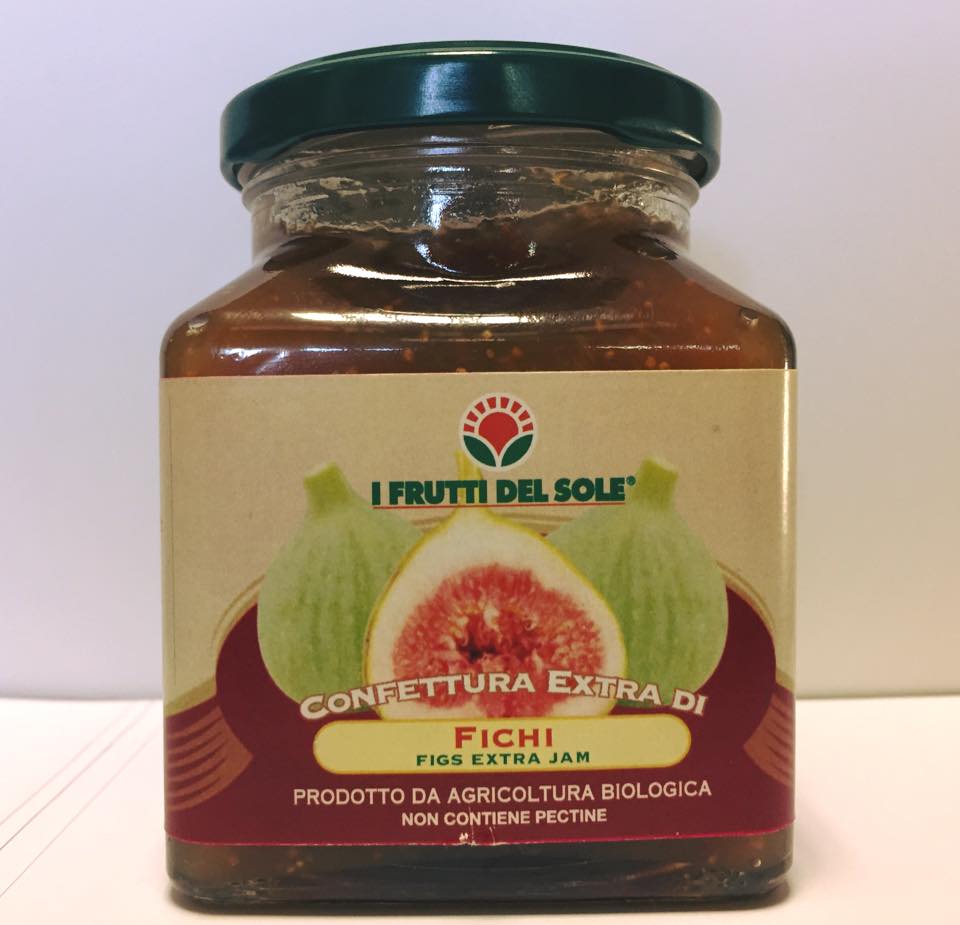 I FRUTTI DEL SOLE®
CONFETTURA EXTRA DI
FICHI
FIGS EXTRA JAM
PRODOTTO DA AGRICOLTURA BIOLOGICA
NON CONTIENE PECTINE